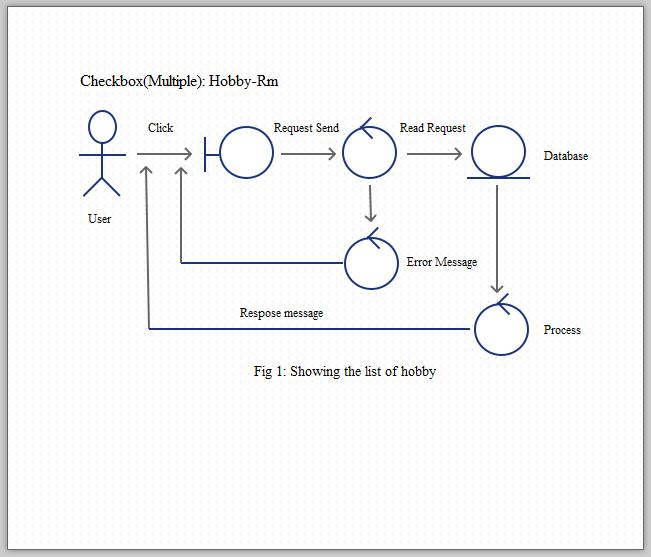 Checkbox(Multiple): Hobby-Rm
Click
Request Send
Read Request
Database
User
Error Message
Respose message
Process
Fig 1: Showing the list of hobby